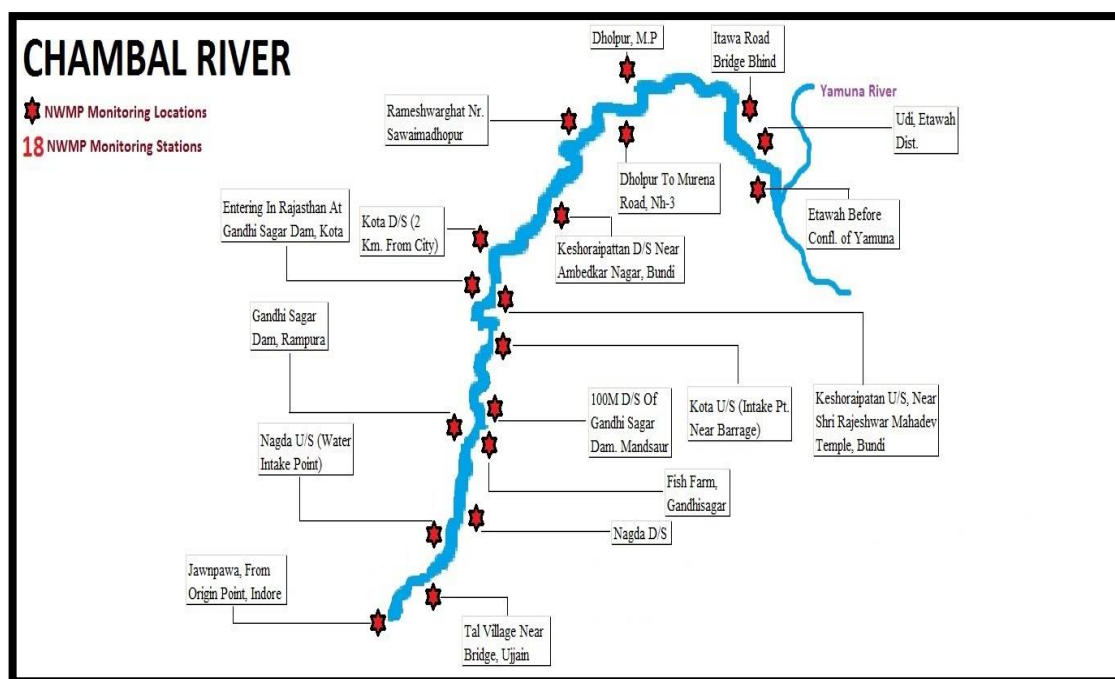 CHAMBAL RIVER
NWMP Monitoring Locations
18 NWMP Monitoring Stations
Dholpur, M.P
Itawa Road
Bridge Bhind
Yamuna River
Rameshwarghat Nr.
Sawaimadhopur
Udi, Etawah
Dist.
Dholpur To Murena
Road, Nh-3
Entering In Rajasthan At
Gandhi Sagar Dam, Kota
Kota D/S (2
Km. From City)
Keshoraipattan D/S Near
Ambedkar Nagar, Bundi
Etawah Before
Confl. of Yamuna
Gandhi Sagar
Dam, Rampura
100M D/S Of
Gandhi Sagar
Dam. Mandsaur
Kota U/S (Intake Pt.
Near Barrage)
Keshoraipatan U/S, Near
Shri Rajeshwar Mahadev
Temple, Bundi
Nagda U/S (Water
Intake Point)
Fish Farm,
Gandhisagar
Nagda D/S
Jawnpawa, From
Origin Point, Indore
Tal Village Near
Bridge, Ujjain